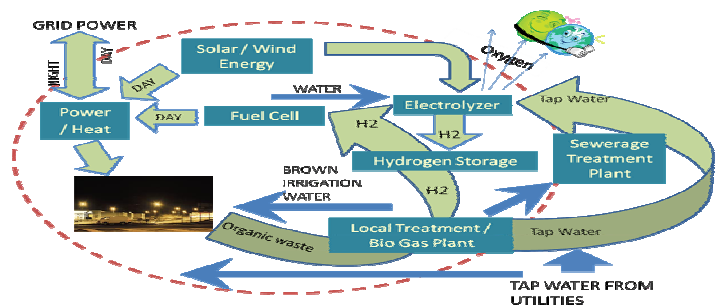 GRID POWER
NIGHT
DAY
Solar / Wind
Energy
DAY
Oxygen
WATER
Electrolyzer
Tap Water
Power
/ Heat
DAY
Fuel Cell
H2
H2
Hydrogen Storage
Sewerage
Treatment
Plant
BROWN
IRRIGATION
WATER
H2
Organic waste
Local Treatment /
Bio Gas Plant
Tap Water
TAP WATER FROM
UTILITIES